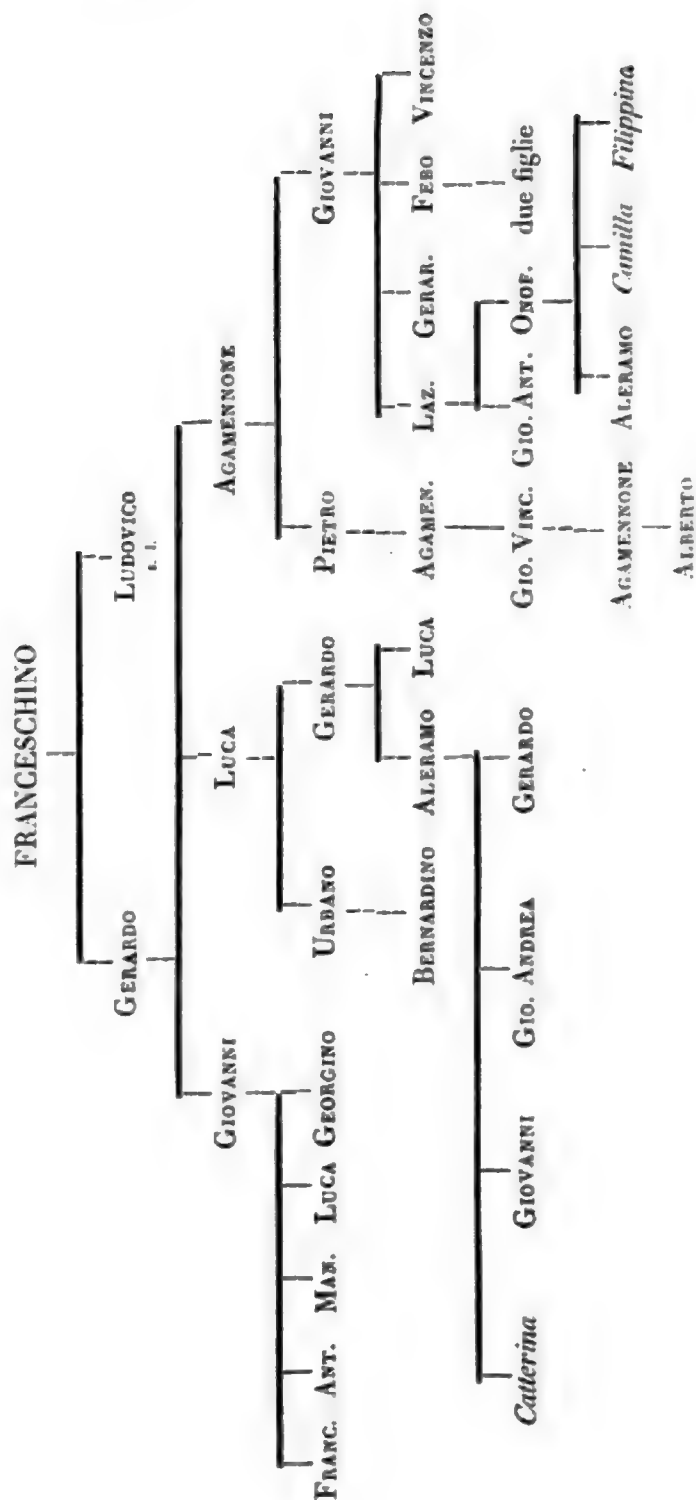 FRANCESCHINO
GERARDO LUDOVICO
GIOVANNI LUCA AGAMENNONE
FRANC. ANT. MAN. LUCA GEORGINO URBANO GERARDO PIETRO GIOVANNI
BERNARDINO ALERAMO LUCA AGAMEN. LAZ. GERAR. FEBO VINCENZO
Catterina GIOVANNI GIO. ANDREA GERARDO GIO. VINC. GIO. ANT. ONOF. due figlie
AGAMENNONE ALERAMO Camilla Filippina
ALBERTO